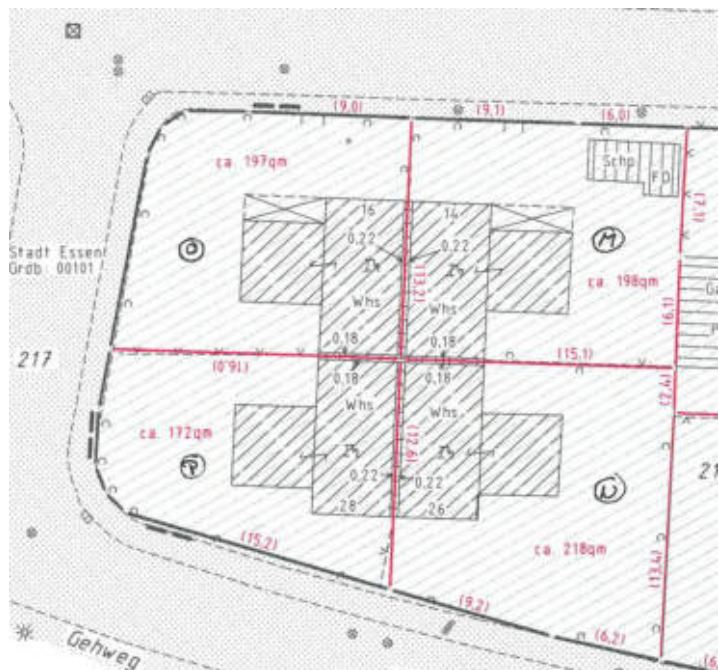 (9,0)
(9,1)
(6,0)
ca. 197qm
Schp
FD
(7,1)
16
14
O
M
Stadt Essen
Grdb. 00101
0.22
0.22
(13,2)
ca. 198qm
Whs
Whs
(6,1)
Ga
217
0.18
0.18
(15,1)
(16,0)
0.18
0.18
(2,4)
Whs
Whs
ca. 172qm
(12,6)
P
N
0.22
0.22
21
28
26
(15,2)
ca. 218qm
(13,4)
(9,2)
(6,2)
(6
Gehweg